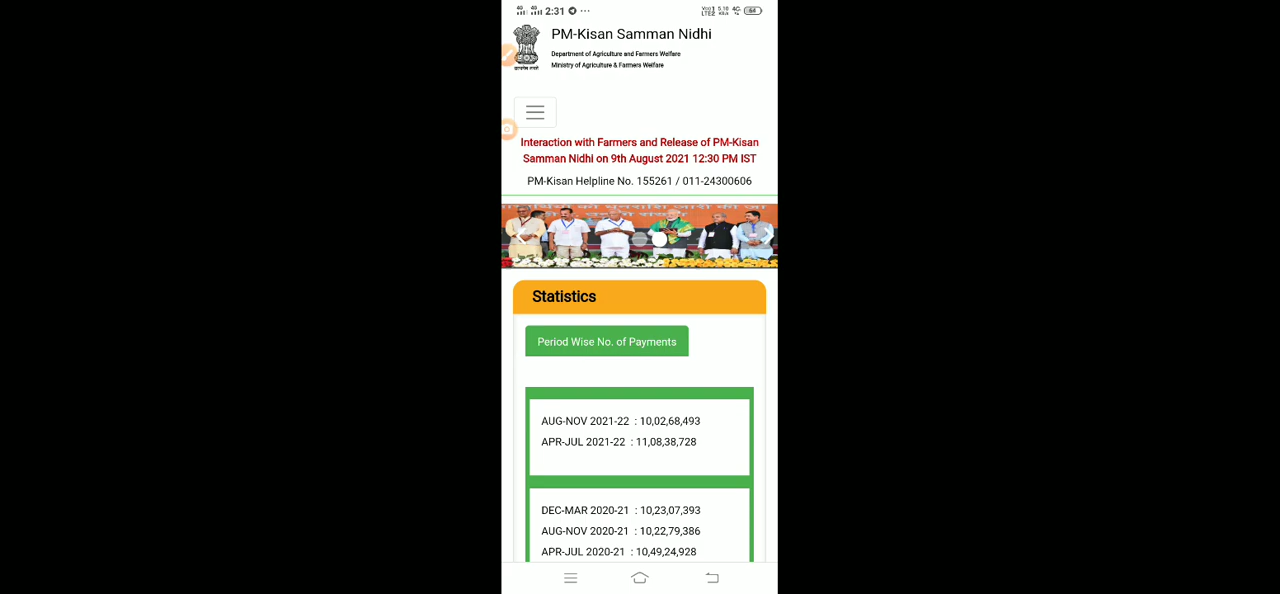 2:31
64
PM-Kisan Samman Nidhi
Department of Agriculture and Farmers Welfare
Ministry of Agriculture & Farmers Welfare
Interaction with Farmers and Release of PM-Kisan
Samman Nidhi on 9th August 2021 12:30 PM IST
PM-Kisan Helpline No. 155261 / 011-24300606
Statistics
Period Wise No. of Payments
AUG-NOV 2021-22 : 10,02,68,493
APR-JUL 2021-22 : 11,08,38,728
DEC-MAR 2020-21 : 10,23,07,393
AUG-NOV 2020-21 : 10,22,79,386
APR-JUL 2020-21 : 10,49,24,928